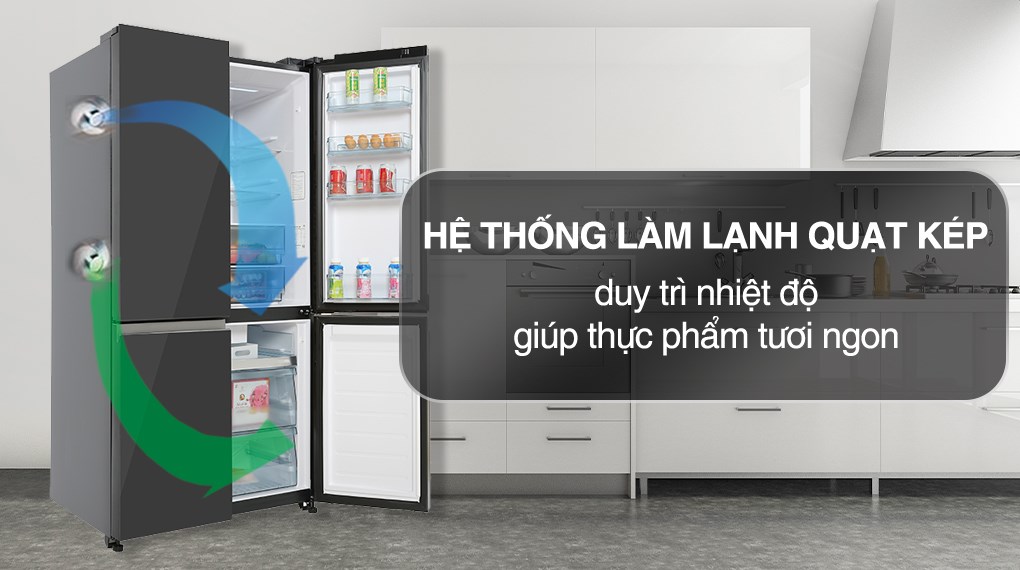 HỆ THỐNG LÀM LẠNH QUẠT KÉP
duy trì nhiệt độ
giúp thực phẩm tươi ngon